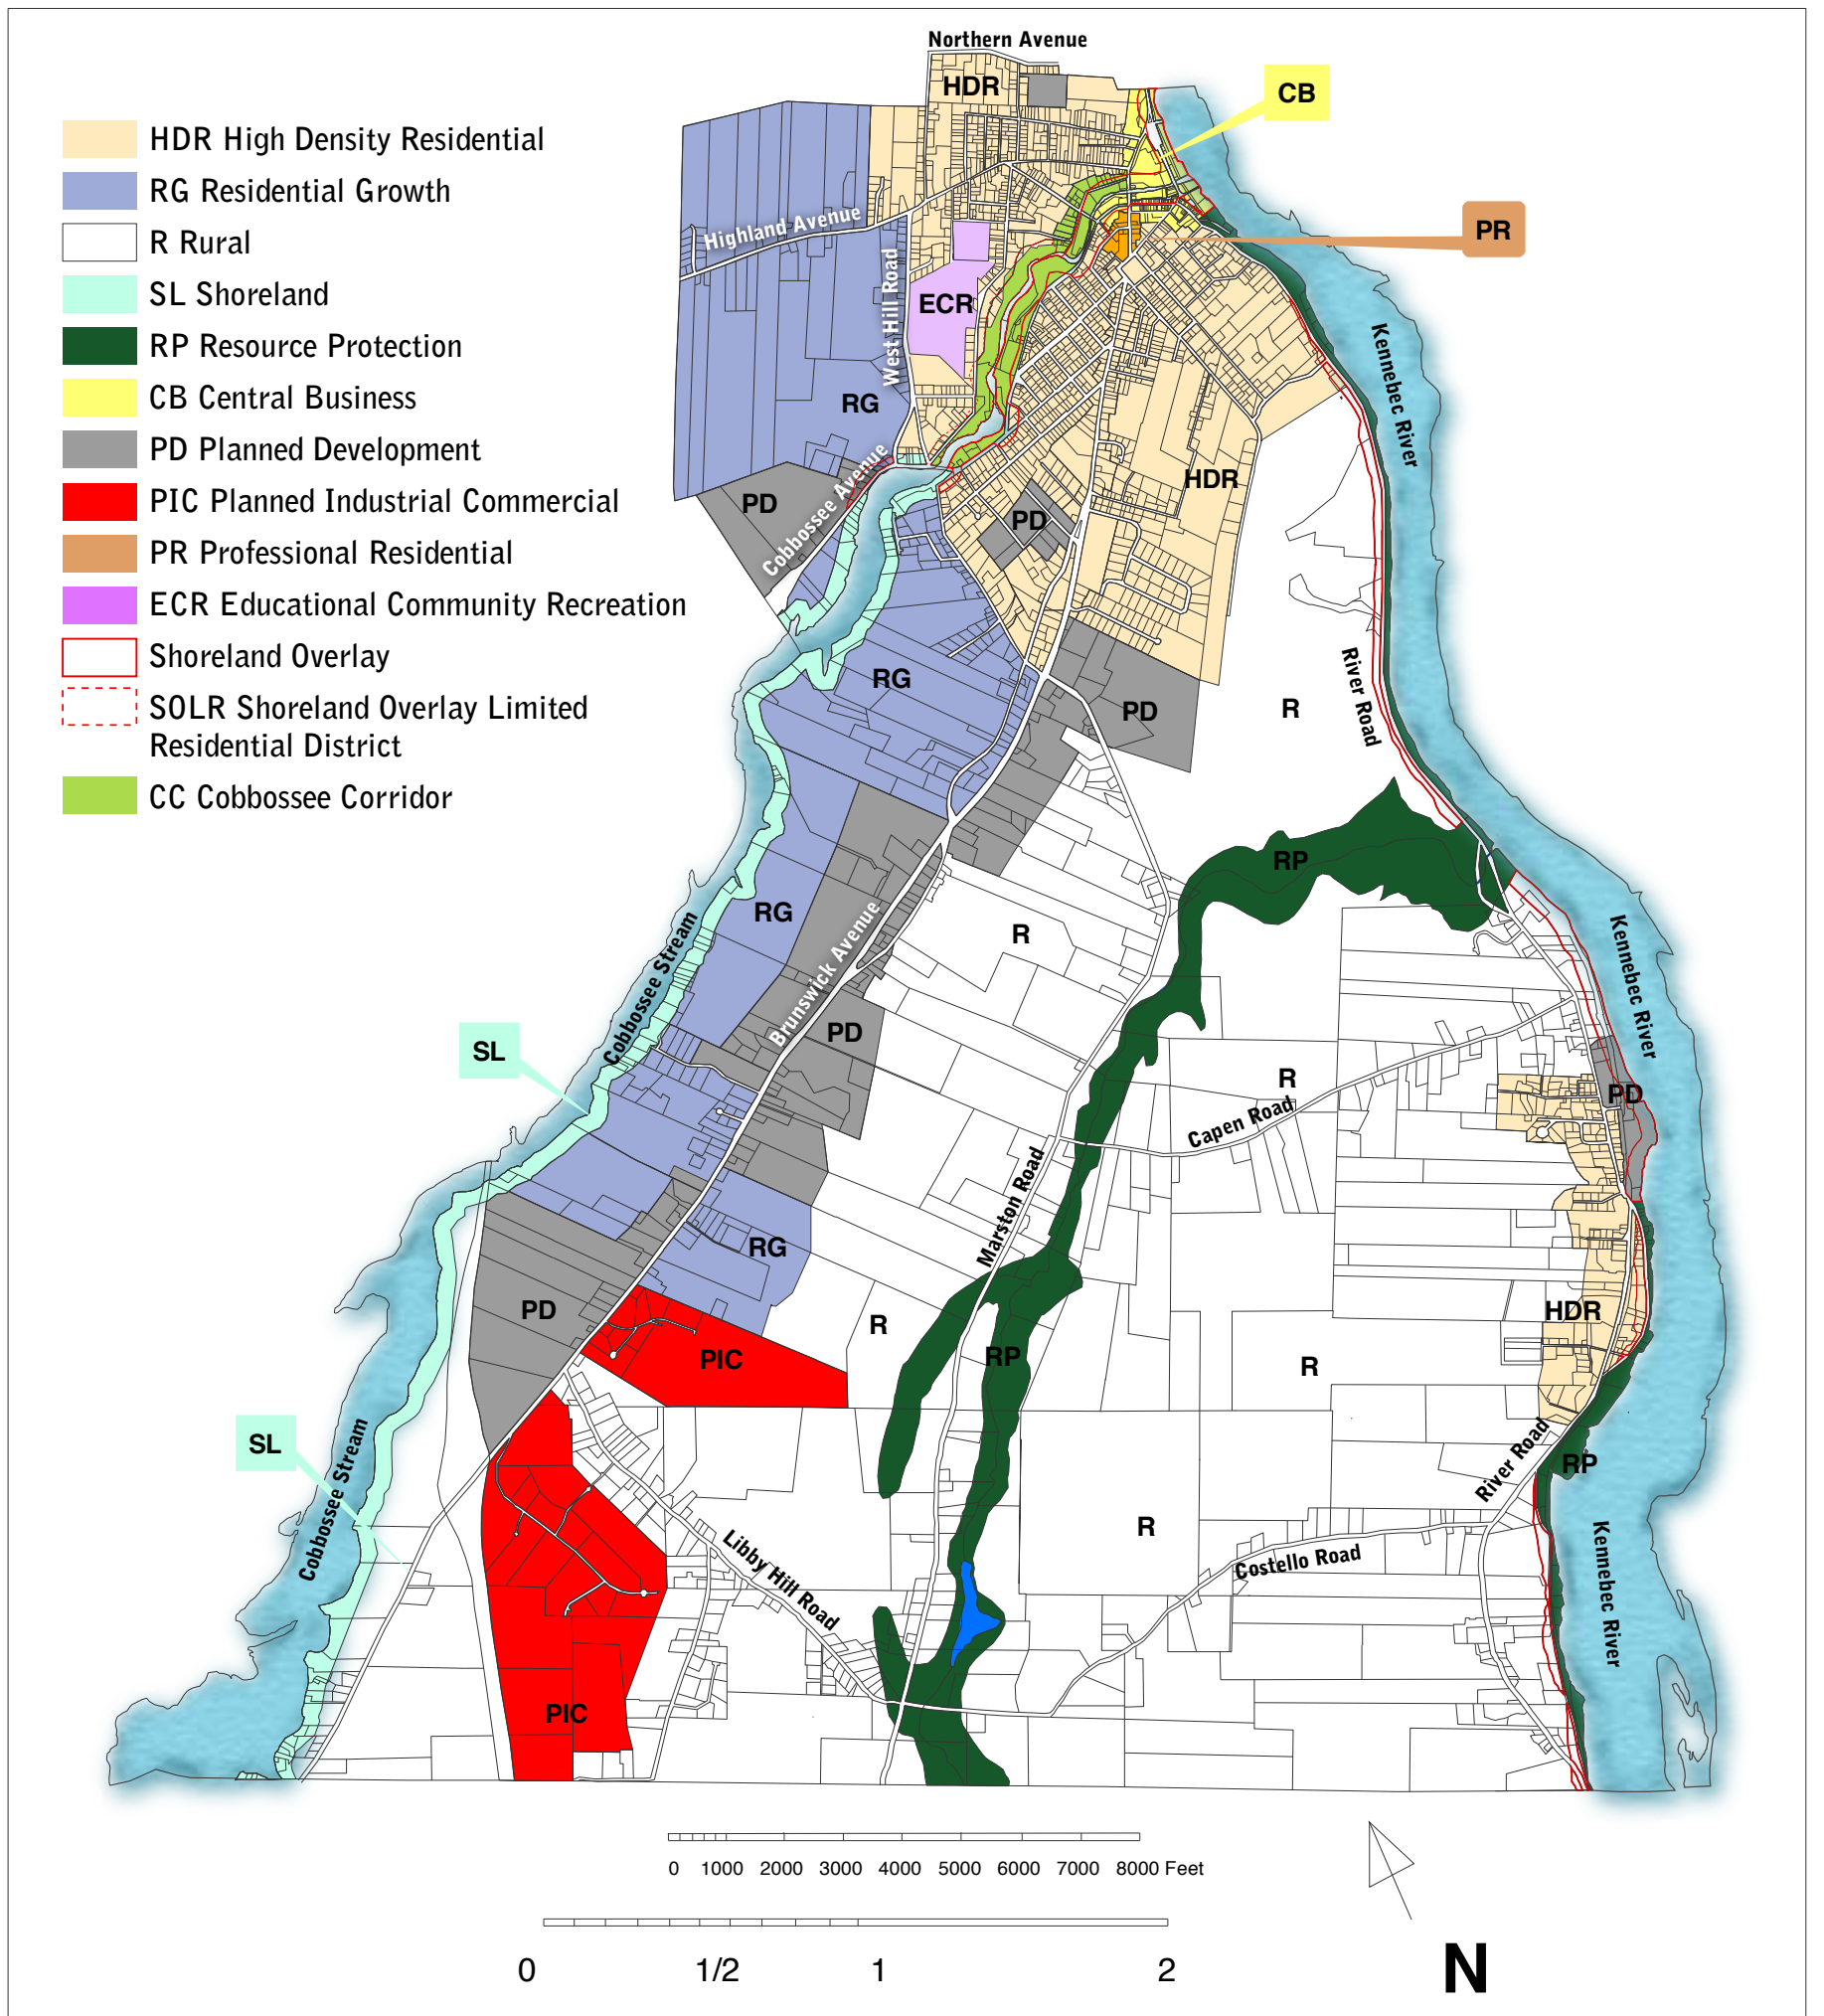 Northern Avenue
HDR
CB
HDR High Density Residential
RG Residential Growth
R Rural
SL Shoreland
RP Resource Protection
CB Central Business
PD Planned Development
PIC Planned Industrial Commercial
PR Professional Residential
ECR Educational Community Recreation
Shoreland Overlay
SOLR Shoreland Overlay Limited
Residential District
CC Cobbossee Corridor
Highland Avenue
PR
West Hill Road
ECR
Kennebec River
RG
Cobbossee Avenue
HDR
PD
PD
RG
River Road
PD
R
RP
RG
R
Brunswick Avenue
Cobbossee Stream
Kennebec River
PD
SL
R
PD
Capen Road
Marston Road
RG
PD
R
HDR
PIC
RP
R
SL
Cobbossee Stream
River Road
RP
R
Libby Hill Road
Costello Road
Kennebec River
PIC
0 1000 2000 3000 4000 5000 6000 7000 8000 Feet
0 1/2 1 2
N